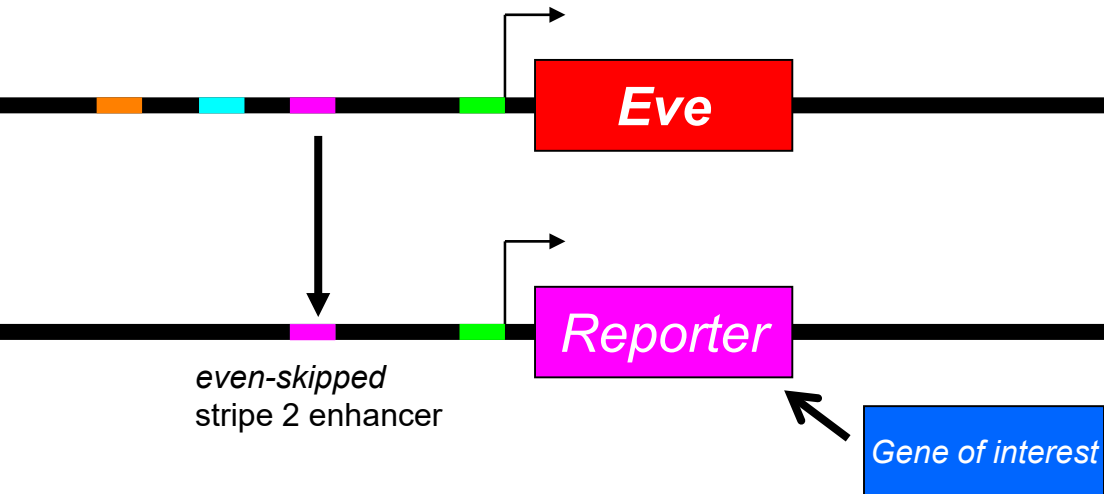 Eve
Reporter
even-skipped
stripe 2 enhancer
Gene of interest